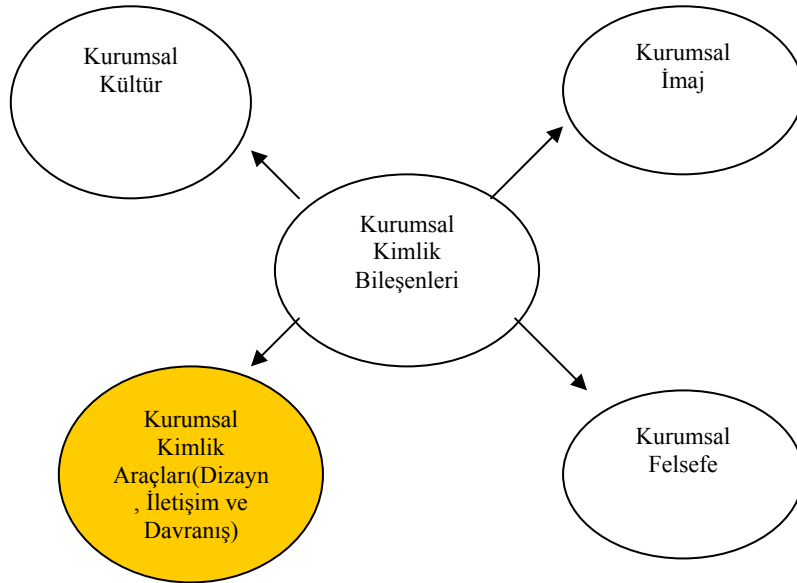 Kurumsal
Kültür
Kurumsal
İmaj
Kurumsal
Kimlik
Bileşenleri
Kurumsal
Kimlik
Araçları(Dizayn
, İletişim ve
Davranış)
Kurumsal
Felsefe